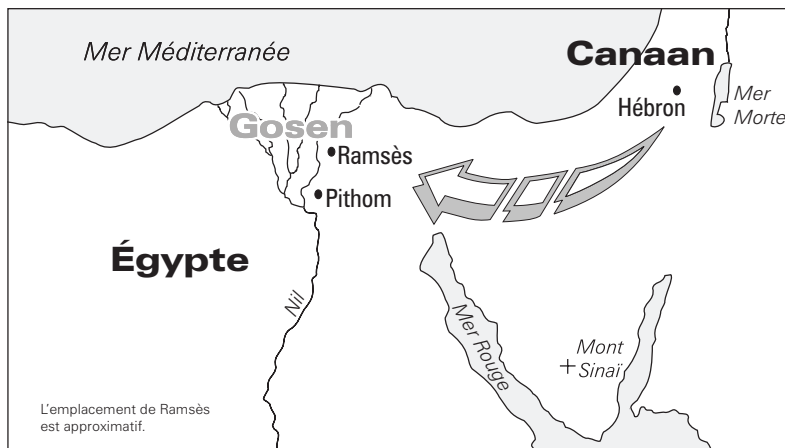 Mer Méditerranée
Canaan
Hébron
Mer
Morte
Gosen
Ramsès
Pithom
Égypte
Nil
Mer Rouge
Mont
Sinaï
L'emplacement de Ramsès
est approximatif.